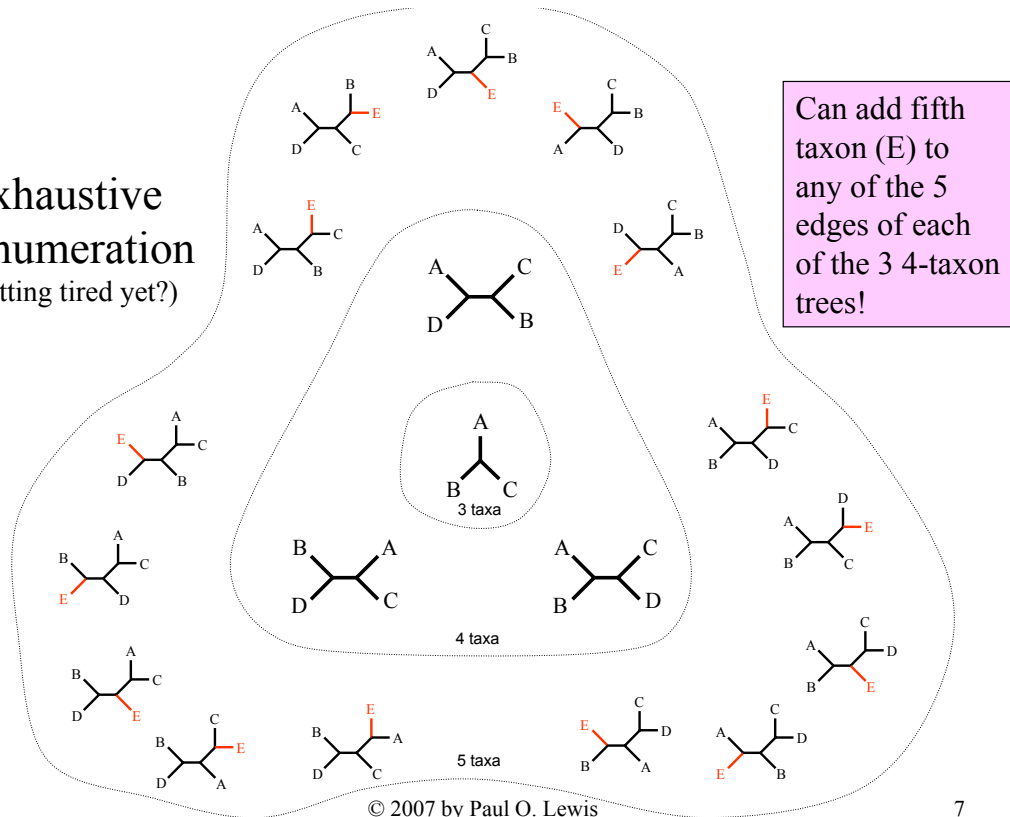 xhaustive
numeration
tting tired yet?)
Can add fifth
taxon (E) to
any of the 5
edges of each
of the 3 4-taxon
trees!
C
A B
D E
B
A E
D C
C
E B
A D
E
A C
D B
C
D B
E A
A C
D B
A
B C
3 taxa
B A
D C
A C
B D
4 taxa
A
E C
D B
A
B C
E D
A
B C
D E
C
B E
D A
E
B A
D C
E
A C
B D
D
A E
B C
C
A D
B E
C
E D
B A
C
A D
E B
5 taxa
© 2007 by Paul O. Lewis
7